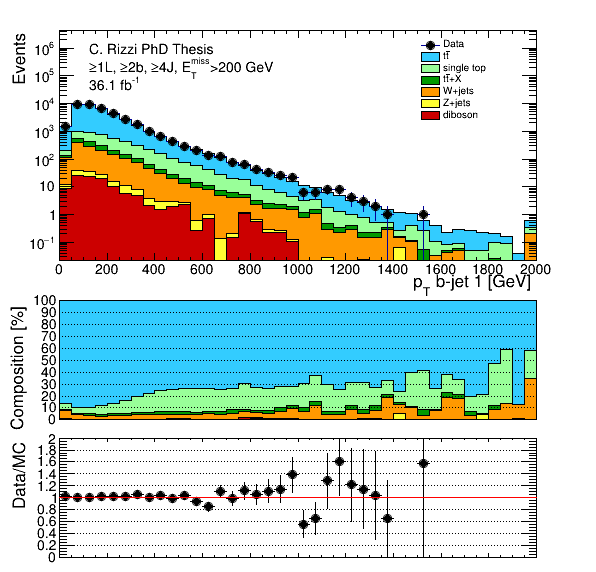 Events
10⁶
10⁵
10⁴
10³
10²
10
1
10⁻¹
C. Rizzi PhD Thesis
≥1L, ≥2b, ≥4J, E_T^miss>200 GeV
36.1 fb⁻¹
Data
tt̄
single top
tt̄+X
W+jets
Z+jets
diboson
0 200 400 600 800 1000 1200 1400 1600 1800 2000
p_T b-jet 1 [GeV]
Composition [%]
100
90
80
70
60
50
40
30
20
10
0
Data/MC
2
1.8
1.6
1.4
1.2
1
0.8
0.6
0.4
0.2
0